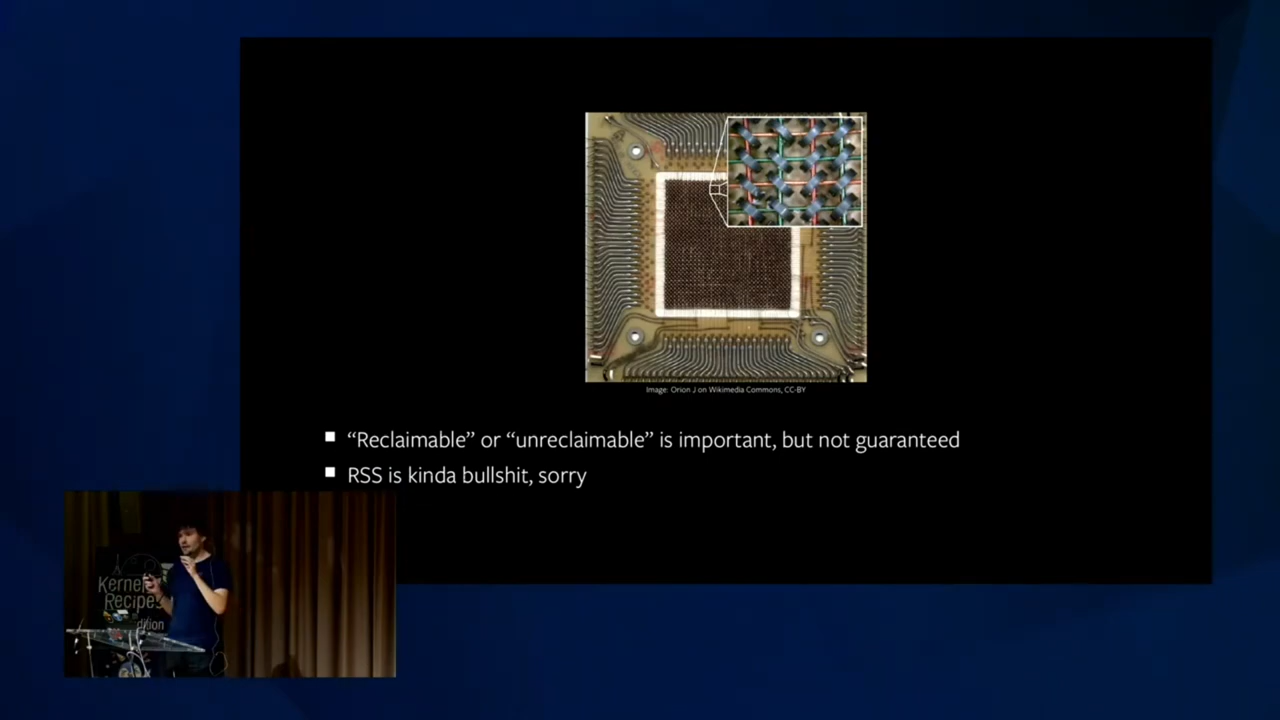 Image: Orion J on Wikimedia Commons, CC-BY
“Reclaimable” or “unreclaimable” is important, but not guaranteed
RSS is kinda bullshit, sorry
Kernel
Recipes